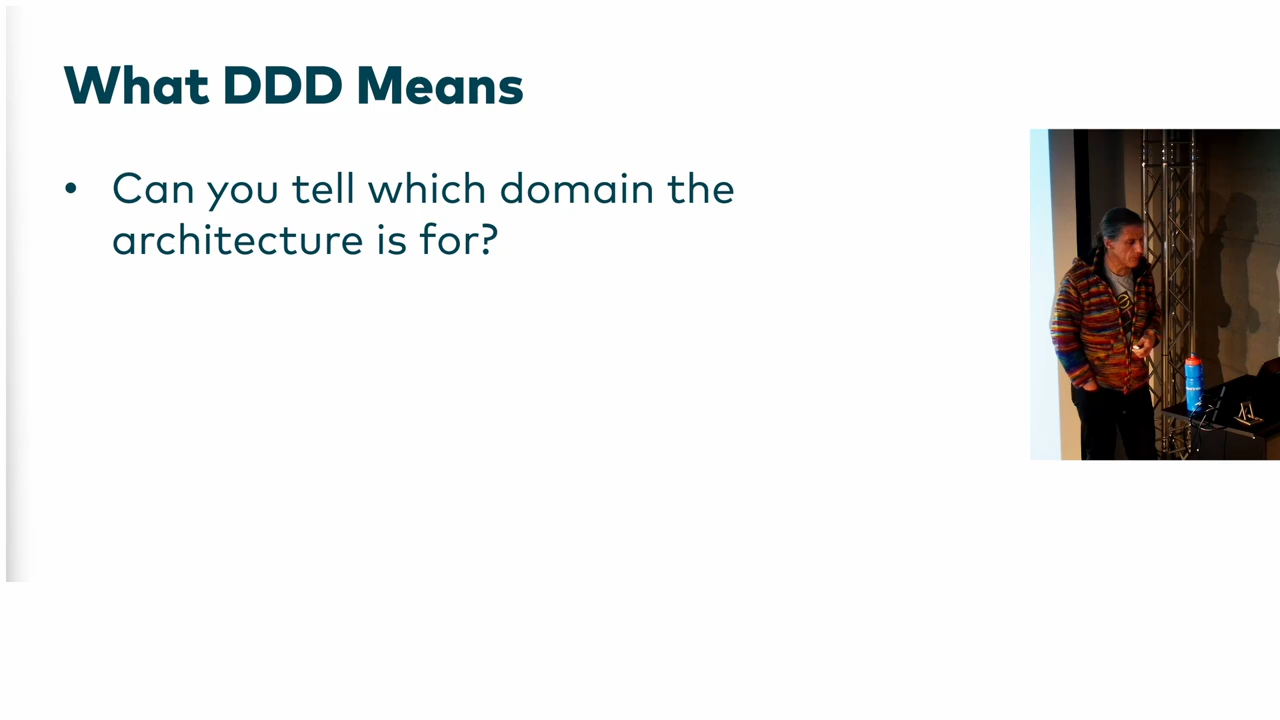 What DDD Means
• Can you tell which domain the
architecture is for?